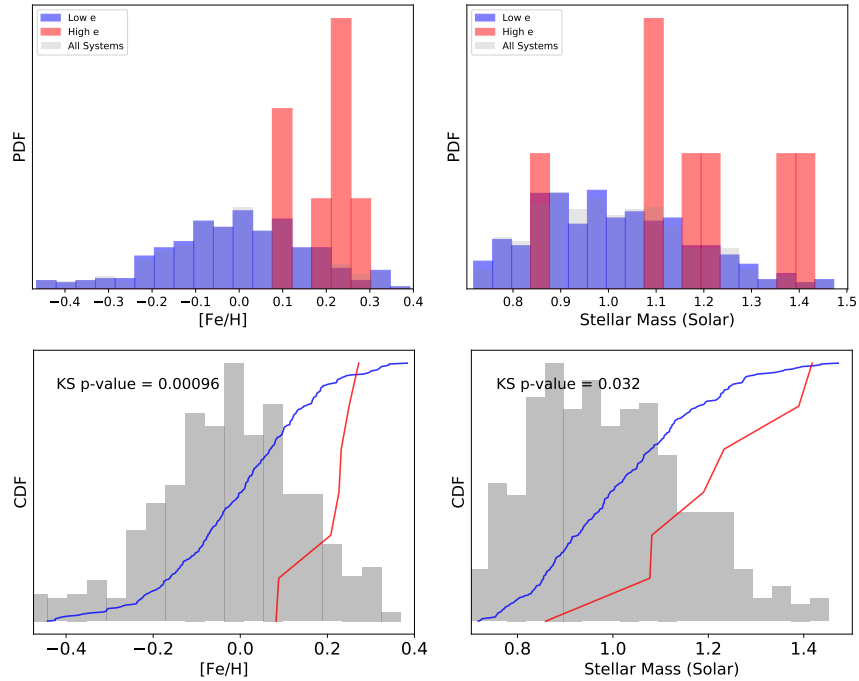 Low e
High e
All Systems
PDF
−0.4 −0.3 −0.2 −0.1 0.0 0.1 0.2 0.3 0.4
[Fe/H]
Low e
High e
All Systems
PDF
0.8 0.9 1.0 1.1 1.2 1.3 1.4 1.5
Stellar Mass (Solar)
KS p-value = 0.00096
CDF
−0.4 −0.2 0.0 0.2 0.4
[Fe/H]
KS p-value = 0.032
CDF
0.8 1.0 1.2 1.4
Stellar Mass (Solar)